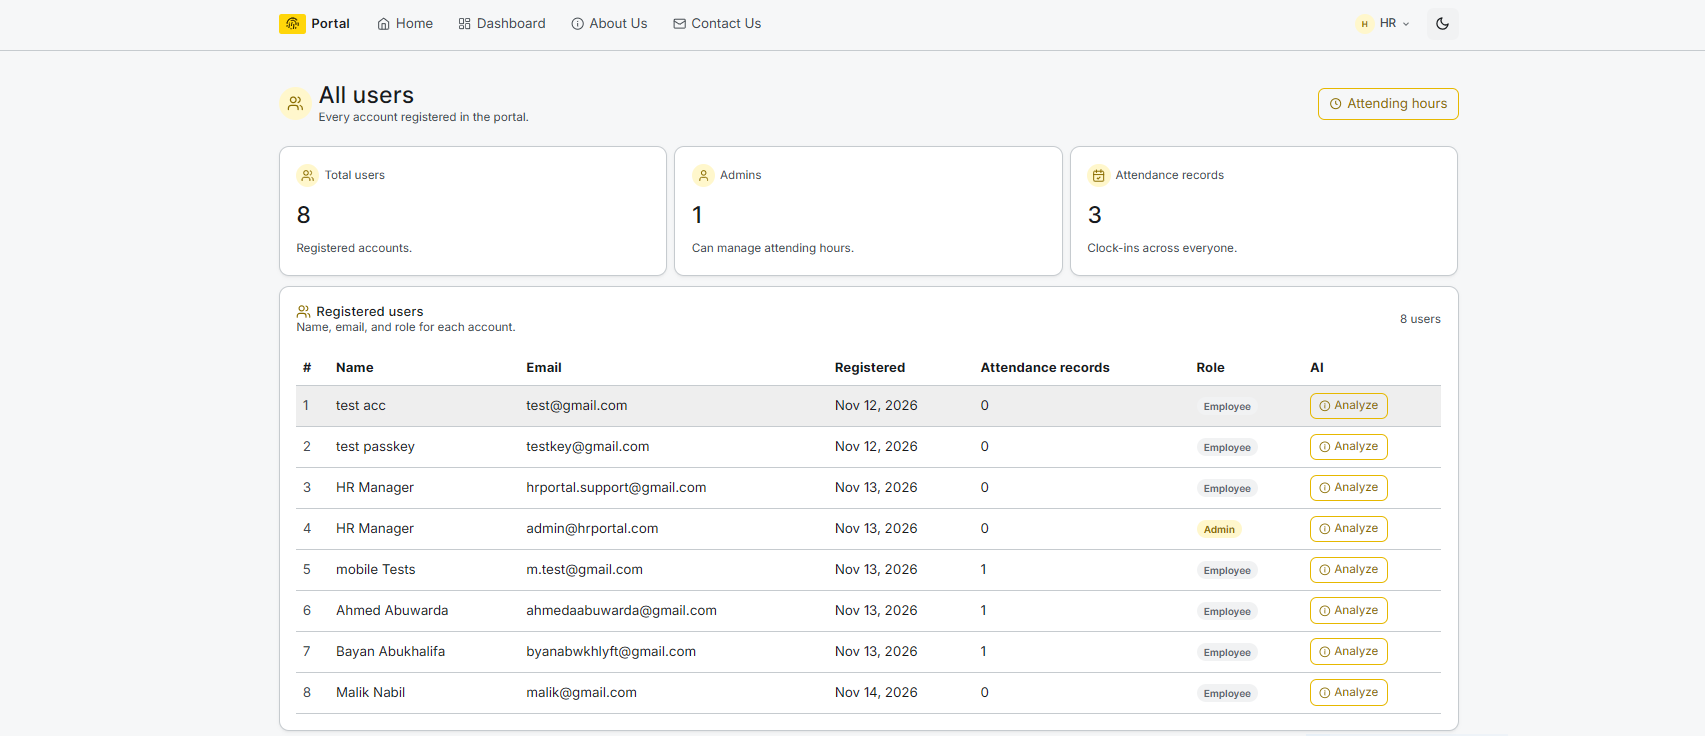 Portal Home Dashboard About Us Contact Us H HR
All users
Every account registered in the portal.
Attending hours
Total users
8
Registered accounts.
Admins
1
Can manage attending hours.
Attendance records
3
Clock-ins across everyone.
Registered users
Name, email, and role for each account.
8 users
# Name Email Registered Attendance records Role AI
1 test acc test@gmail.com Nov 12, 2026 0 Employee Analyze
2 test passkey testkey@gmail.com Nov 12, 2026 0 Employee Analyze
3 HR Manager hrportal.support@gmail.com Nov 13, 2026 0 Employee Analyze
4 HR Manager admin@hrportal.com Nov 13, 2026 0 Admin Analyze
5 mobile Tests m.test@gmail.com Nov 13, 2026 1 Employee Analyze
6 Ahmed Abuwarda ahmedaabuwarda@gmail.com Nov 13, 2026 1 Employee Analyze
7 Bayan Abukhalifa byanabwkhlyft@gmail.com Nov 13, 2026 1 Employee Analyze
8 Malik Nabil malik@gmail.com Nov 14, 2026 0 Employee Analyze